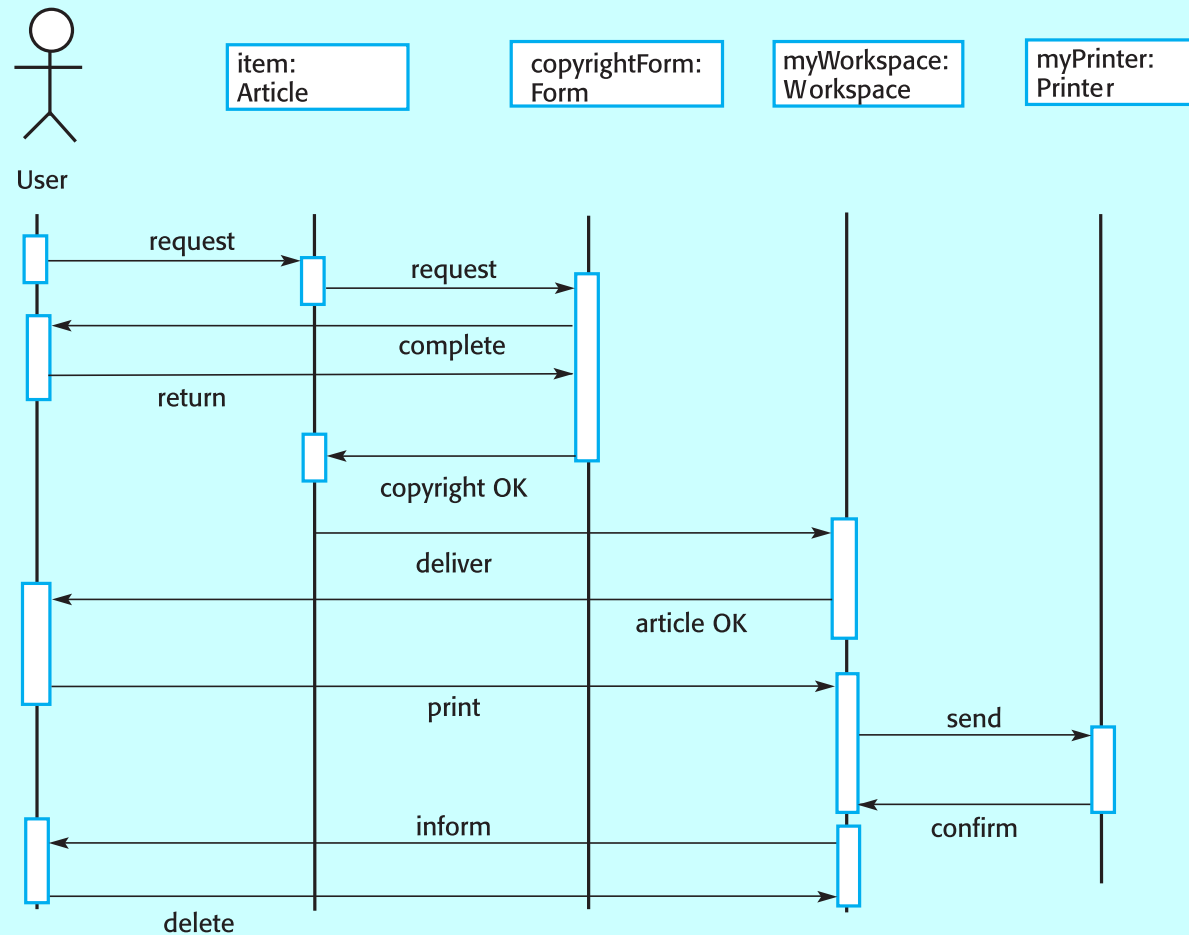 item:
Article
copyrightForm:
Form
myWorkspace:
Workspace
myPrinter:
Printer
User
request
request
complete
return
copyright OK
deliver
article OK
print
send
confirm
inform
delete